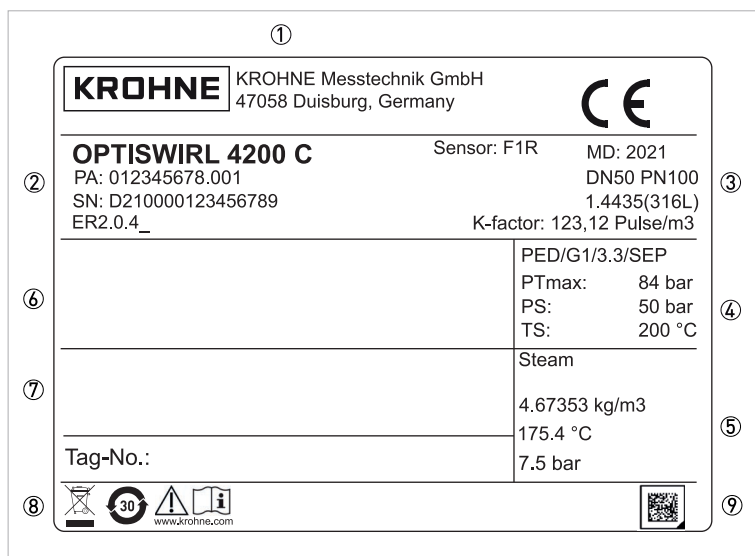 ①
KROHNE
KROHNE Messtechnik GmbH
47058 Duisburg, Germany
CE
OPTISWIRL 4200 C
Sensor: F1R
MD: 2021
②
PA: 012345678.001
DN50 PN100
③
SN: D210000123456789
1.4435(316L)
ER2.0.4_
K-factor: 123,12 Pulse/m3
PED/G1/3.3/SEP
⑥
PTmax: 84 bar
PS: 50 bar
④
TS: 200 °C
Steam
⑦
4.67353 kg/m3
⑤
175.4 °C
Tag-No.:
7.5 bar
⑧
30
i
www.krohne.com
⑨